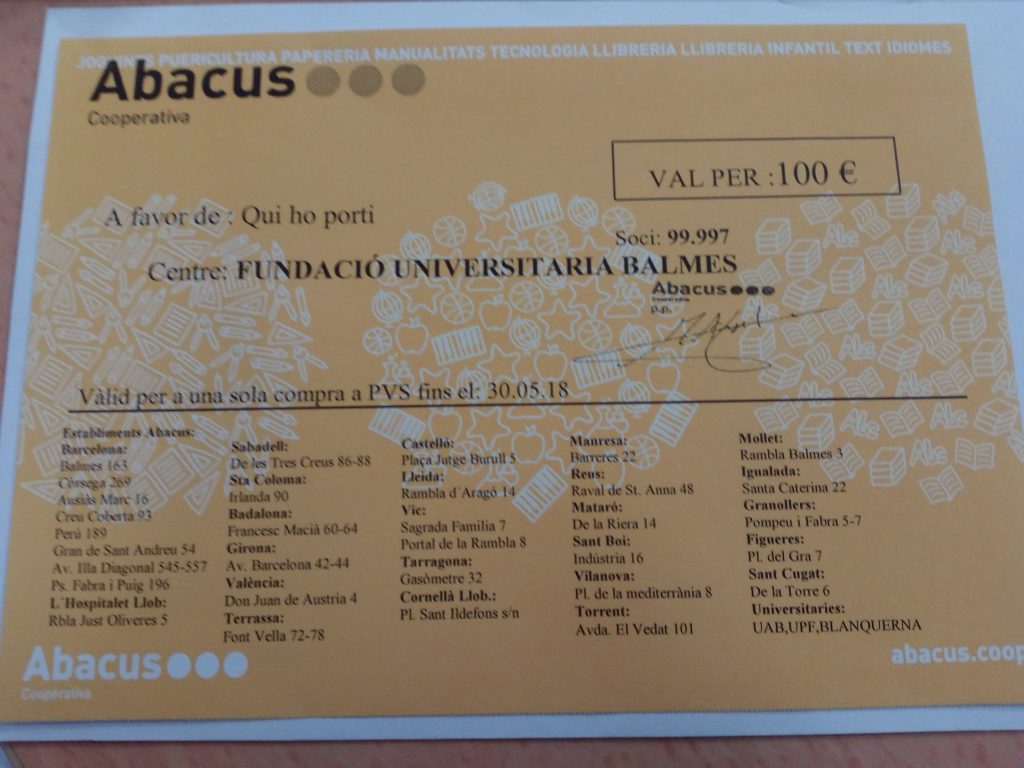 JOGUINES PUERICULTURA PAPERERIA MANUALITATS TECNOLOGIA LLIBRERIA LLIBRERIA INFANTIL TEXT IDIOMES
Abacus
Cooperativa
VAL PER :100 €
A favor de : Qui ho porti
Soci: 99.997
Centre: FUNDACIÓ UNIVERSITARIA BALMES
Abacus
Cooperativa
p.p.
Vàlid per a una sola compra a PVS fins el: 30.05.18
Establiments Abacus:
Barcelona:
Balmes 163
Còrsega 269
Ausiàs Marc 16
Creu Coberta 93
Perú 189
Gran de Sant Andreu 54
Av. Illa Diagonal 545-557
Ps. Fabra i Puig 196
L´Hospitalet Llob:
Rbla Just Oliveres 5
Sabadell:
De les Tres Creus 86-88
Sta Coloma:
Irlanda 90
Badalona:
Francesc Macià 60-64
Girona:
Av. Barcelona 42-44
València:
Don Juan de Austria 4
Terrassa:
Font Vella 72-78
Castelló:
Plaça Jutge Burull 5
Lleida:
Rambla d´Aragó 14
Vic:
Sagrada Familia 7
Portal de la Rambla 8
Tarragona:
Gasòmetre 32
Cornellà Llob.:
Pl. Sant Ildefons s/n
Manresa:
Barreres 22
Reus:
Raval de St. Anna 48
Mataró:
De la Riera 14
Sant Boi:
Indústria 16
Vilanova:
Pl. de la mediterrània 8
Torrent:
Avda. El Vedat 101
Mollet:
Rambla Balmes 3
Igualada:
Santa Caterina 22
Granollers:
Pompeu i Fabra 5-7
Figueres:
Pl. del Gra 7
Sant Cugat:
De la Torre 6
Universitaries:
UAB,UPF,BLANQUERNA
Abacus
Cooperativa
abacus.coop